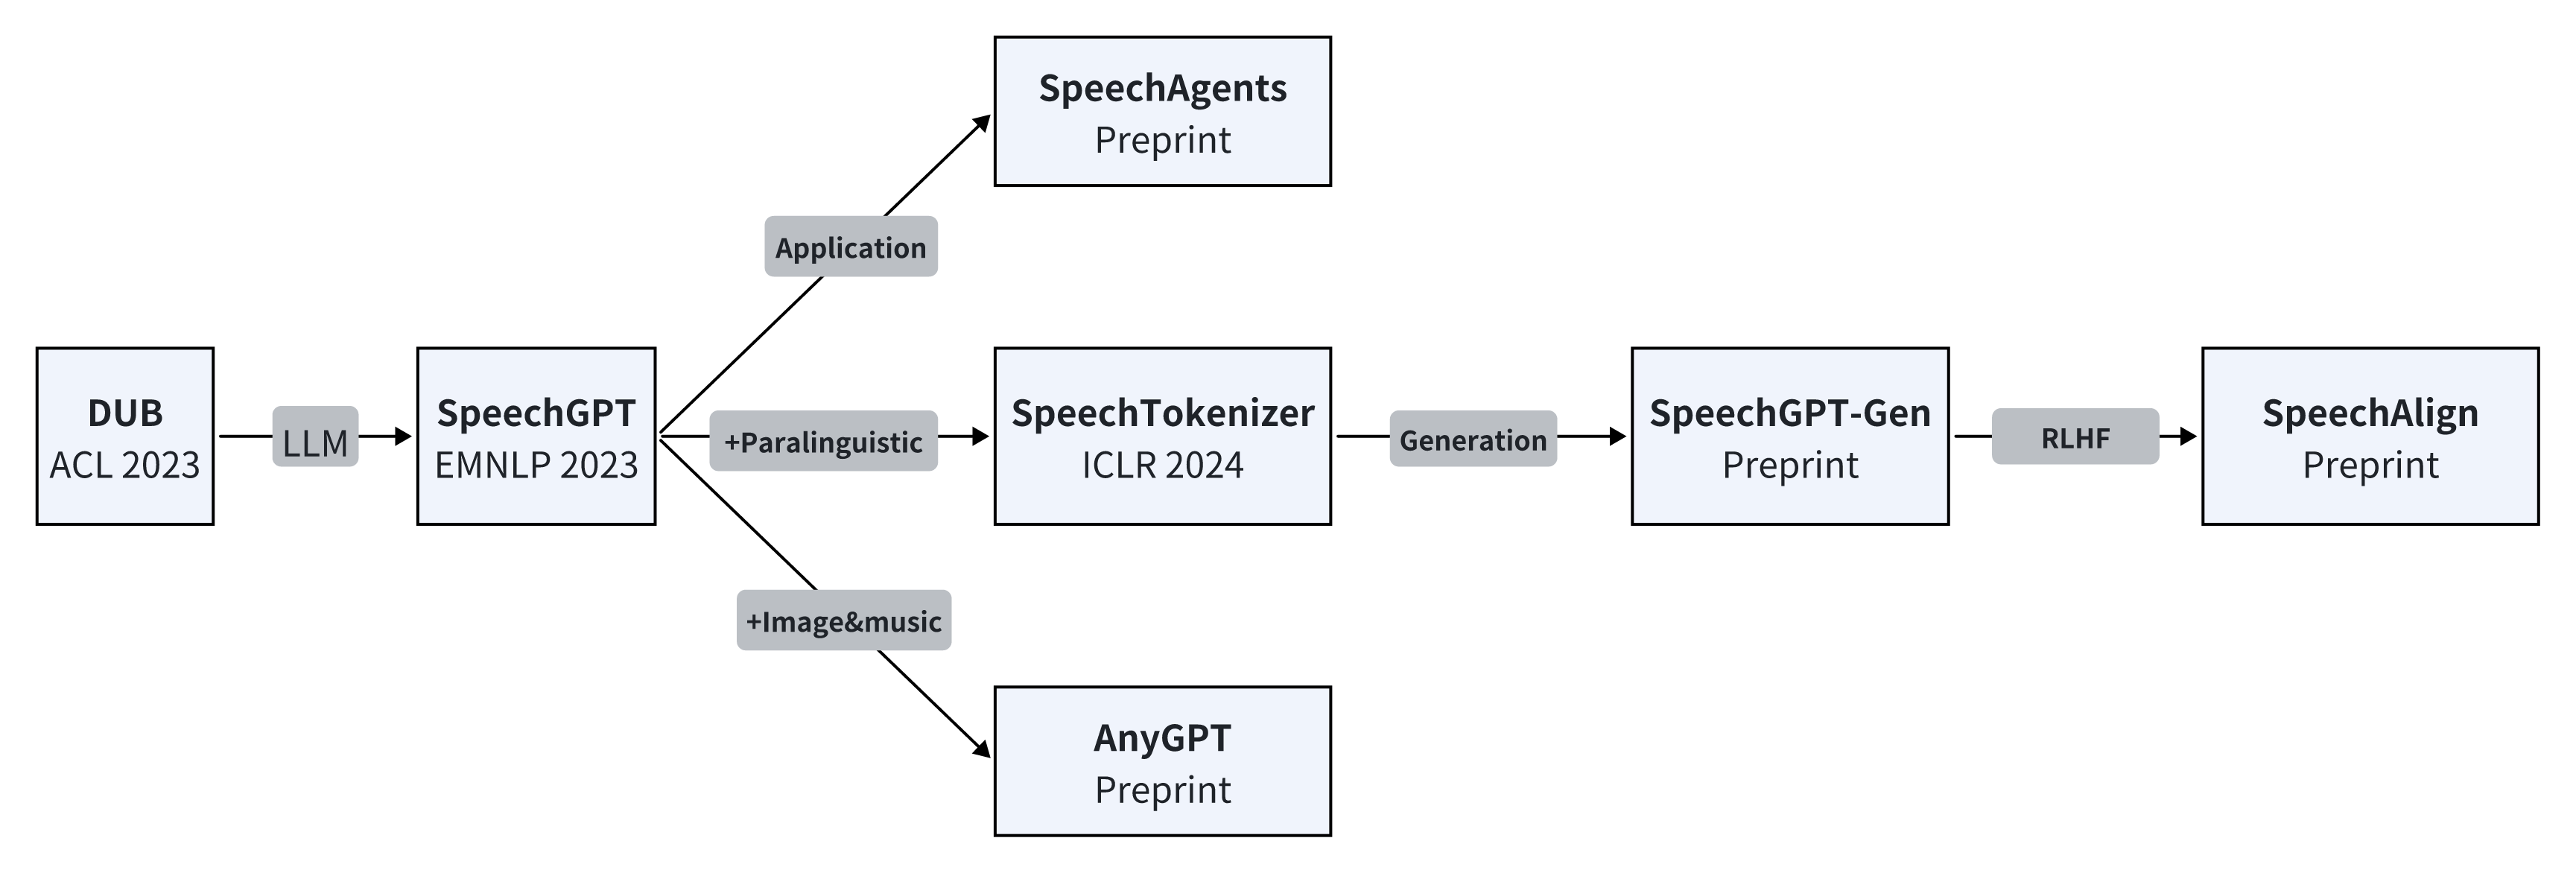 SpeechAgents
Preprint
Application
DUB
ACL 2023
LLM
SpeechGPT
EMNLP 2023
+Paralinguistic
SpeechTokenizer
ICLR 2024
Generation
SpeechGPT-Gen
Preprint
RLHF
SpeechAlign
Preprint
+Image&music
AnyGPT
Preprint